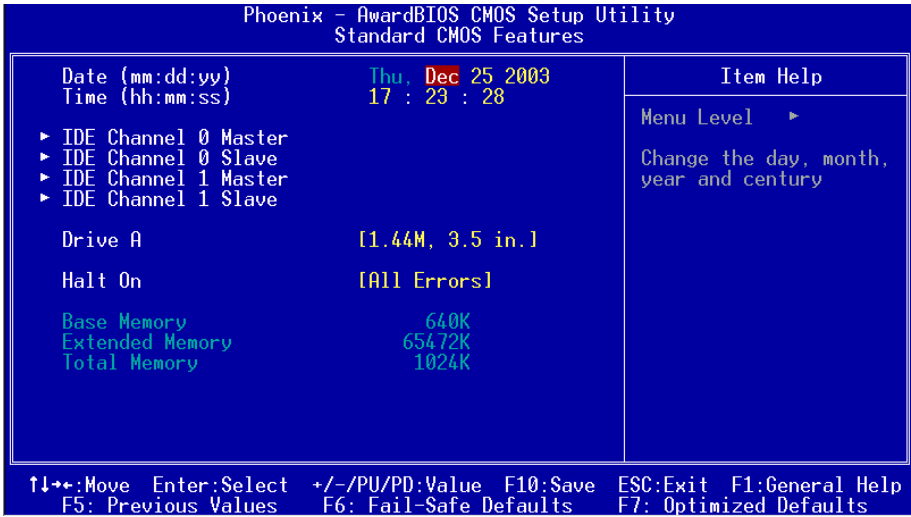 Phoenix - AwardBIOS CMOS Setup Utility
Standard CMOS Features
Date (mm:dd:yy) Thu, Dec 25 2003
Time (hh:mm:ss) 17 : 23 : 28
► IDE Channel 0 Master
► IDE Channel 0 Slave
► IDE Channel 1 Master
► IDE Channel 1 Slave
Drive A [1.44M, 3.5 in.]
Halt On [All Errors]
Base Memory 640K
Extended Memory 65472K
Total Memory 1024K
Item Help
Menu Level ►
Change the day, month,
year and century
↑↓→←:Move Enter:Select +/-/PU/PD:Value F10:Save ESC:Exit F1:General Help
F5: Previous Values F6: Fail-Safe Defaults F7: Optimized Defaults